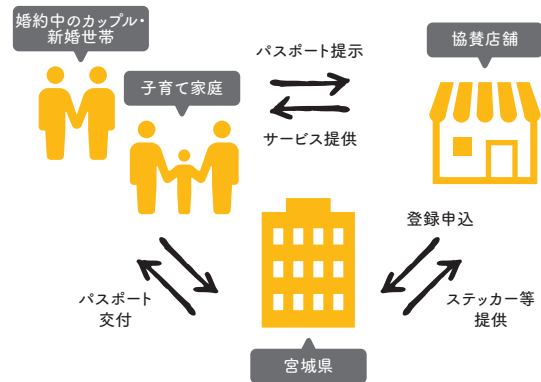 婚約中のカップル・
新婚世帯
子育て家庭
パスポート提示
サービス提供
協賛店舗
登録申込
ステッカー等
提供
パスポート
交付
宮城県